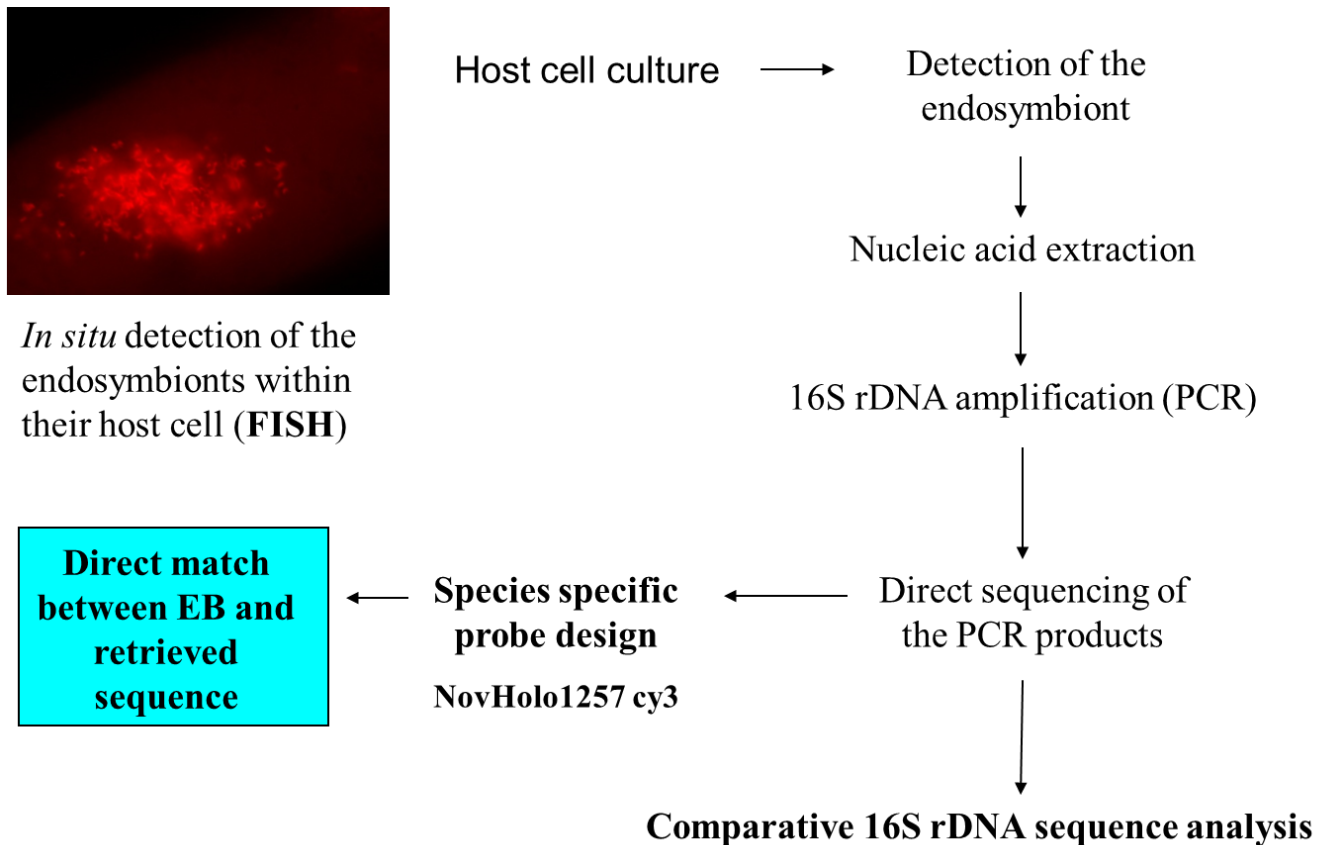 Host cell culture
Detection of the
endosymbiont
Nucleic acid extraction
In situ detection of the
endosymbionts within
their host cell (FISH)
16S rDNA amplification (PCR)
Direct match
between EB and
retrieved
sequence
Species specific
probe design
NovHolo1257 cy3
Direct sequencing of
the PCR products
Comparative 16S rDNA sequence analysis